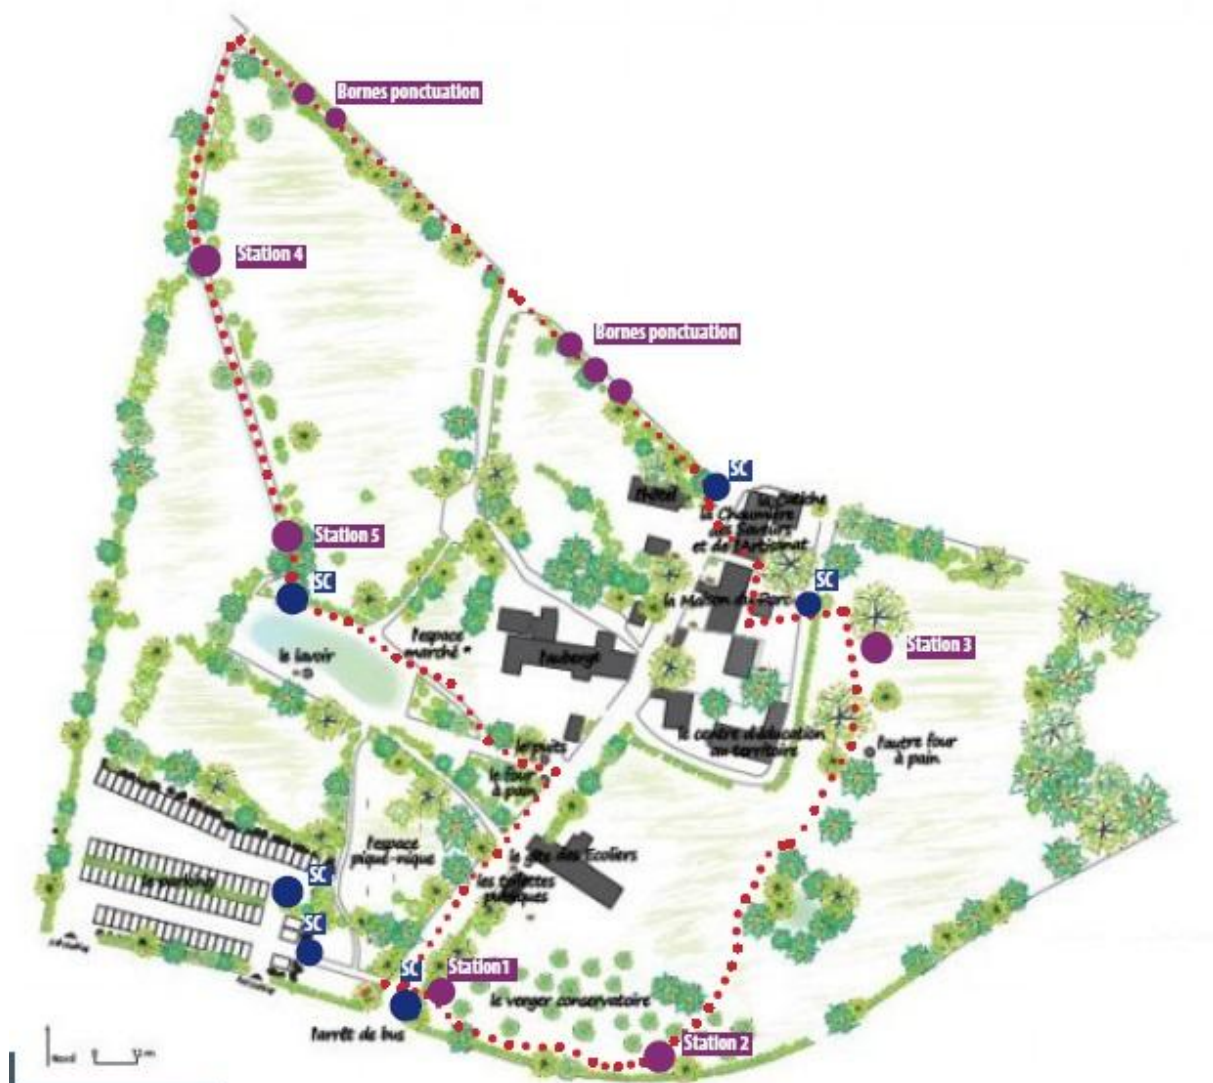 Bornes ponctuation
Station 4
Bornes ponctuation
SC
l'hôtel
la Chaumière
des Saveurs
et de l'Artisanat
Station 5
SC
SC
la Maison du Parc
l'espace
marché *
l'auberge
Station 3
le lavoir
le centre d'éducation
au territoire
l'autre four
à pain
le puits
le four
à pain
l'espace
pique-nique
le gîte des Ecoliers
les toilettes
publiques
SC
le parking
SC
SC
Station1
le verger conservatoire
l'arrêt de bus
Station 2
Nord